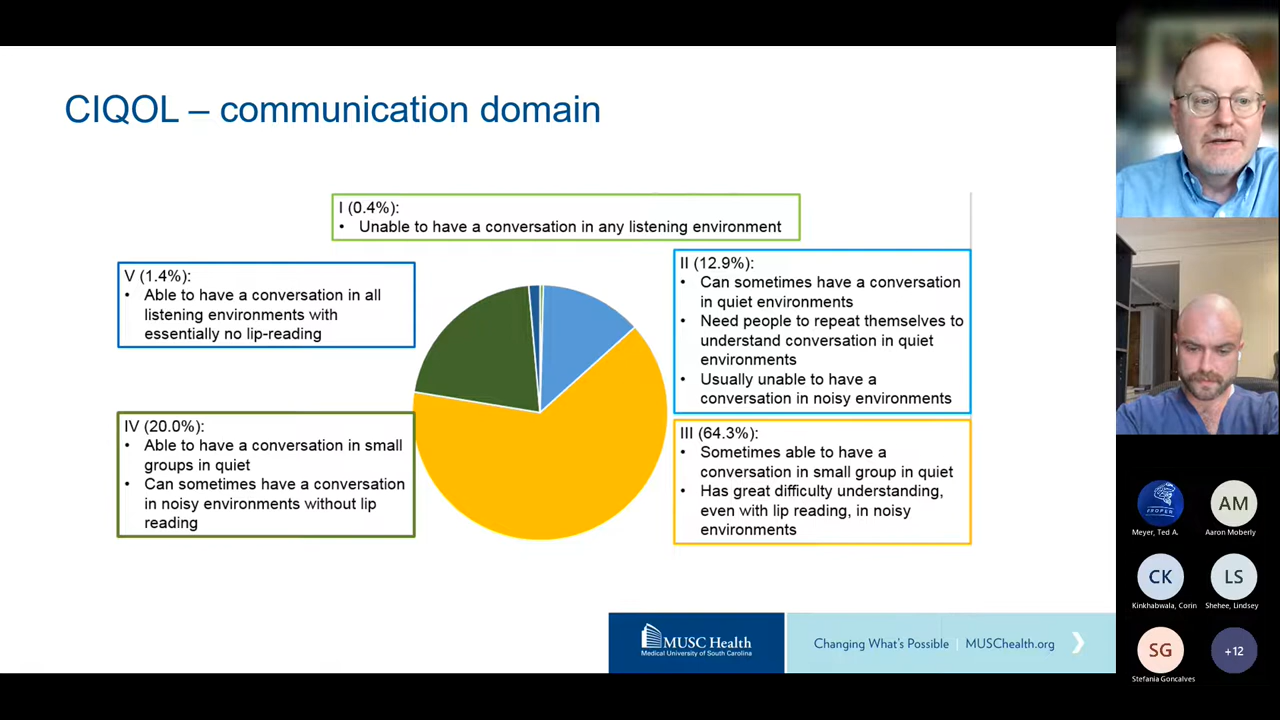 CIQOL – communication domain
I (0.4%):
• Unable to have a conversation in any listening environment
V (1.4%):
• Able to have a conversation in all
listening environments with
essentially no lip-reading
II (12.9%):
• Can sometimes have a conversation
in quiet environments
• Need people to repeat themselves to
understand conversation in quiet
environments
• Usually unable to have a
conversation in noisy environments
IV (20.0%):
• Able to have a conversation in small
groups in quiet
• Can sometimes have a conversation
in noisy environments without lip
reading
III (64.3%):
• Sometimes able to have a
conversation in small group in quiet
• Has great difficulty understanding,
even with lip reading, in noisy
environments
MUSC Health
Medical University of South Carolina
Changing What's Possible | MUSChealth.org
PROPEL
AM
Meyer, Ted A.
Aaron Moberly
CK
LS
Kinkhabwala, Corin
Shehee, Lindsey
SG
+12
Stefania Goncalves